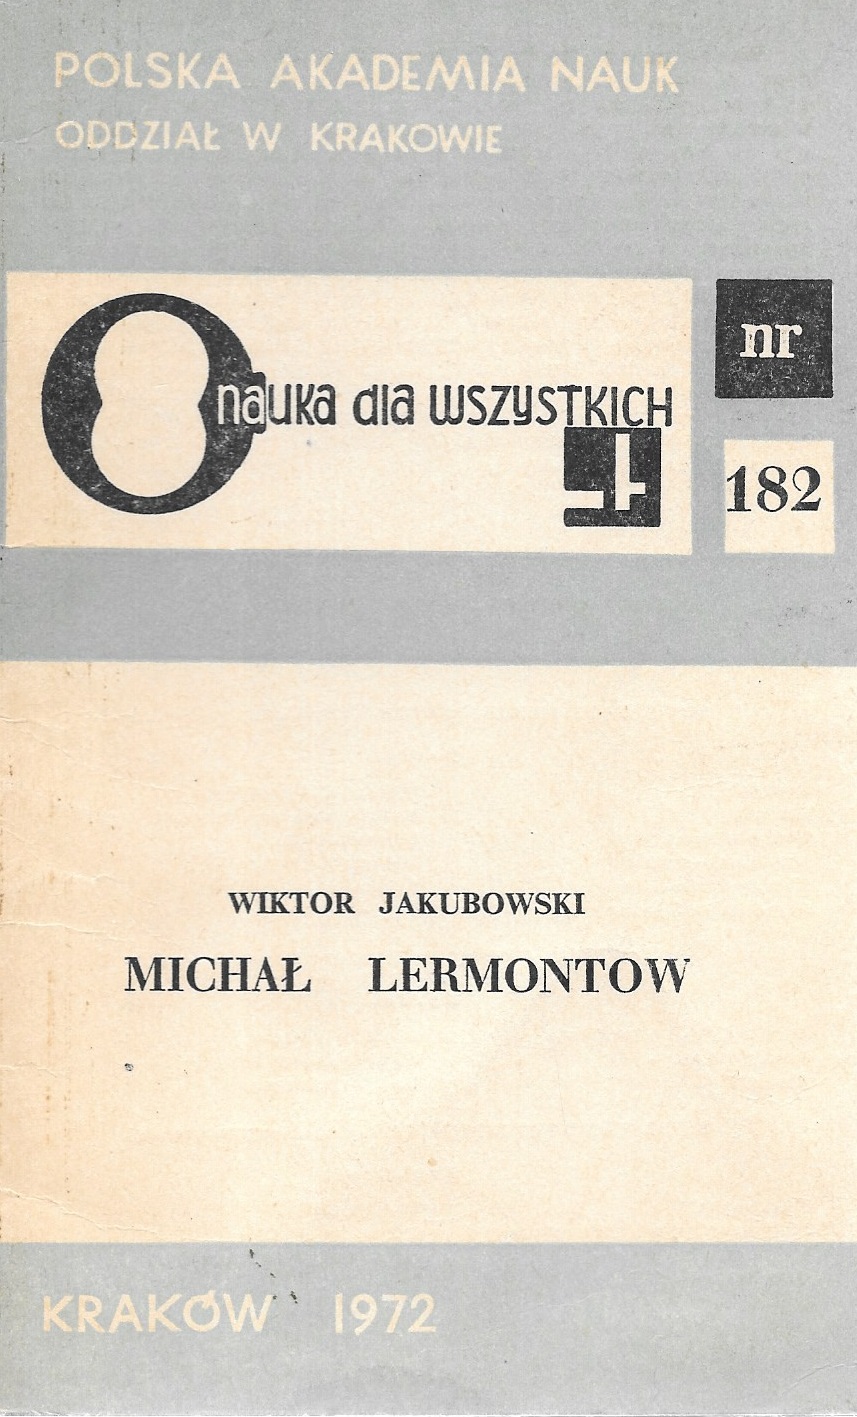 POLSKA AKADEMIA NAUK
ODDZIAŁ W KRAKOWIE
nauka dla wszystkich
nr
182
WIKTOR JAKUBOWSKI
MICHAŁ LERMONTOW
KRAKÓW 1972